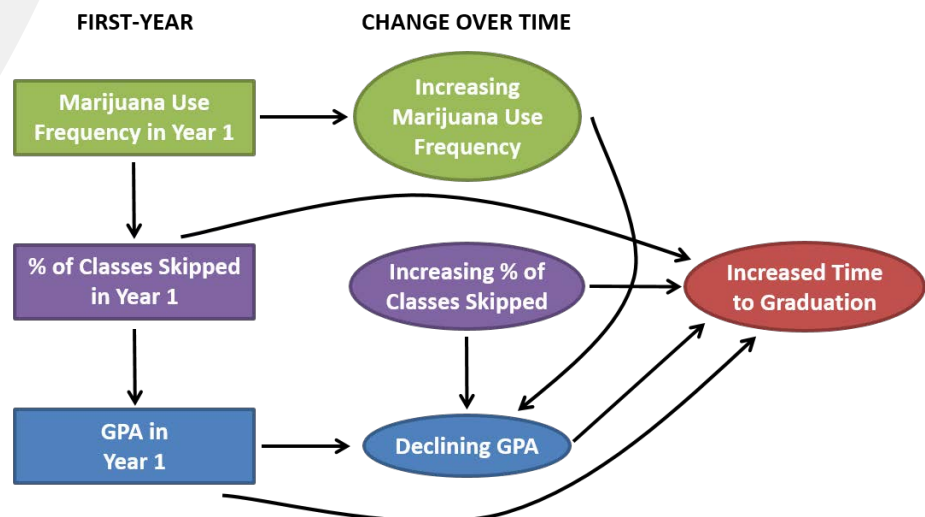 FIRST-YEAR
CHANGE OVER TIME
Marijuana Use
Frequency in Year 1
Increasing
Marijuana Use
Frequency
% of Classes Skipped
in Year 1
Increasing % of
Classes Skipped
Increased Time
to Graduation
GPA in
Year 1
Declining GPA